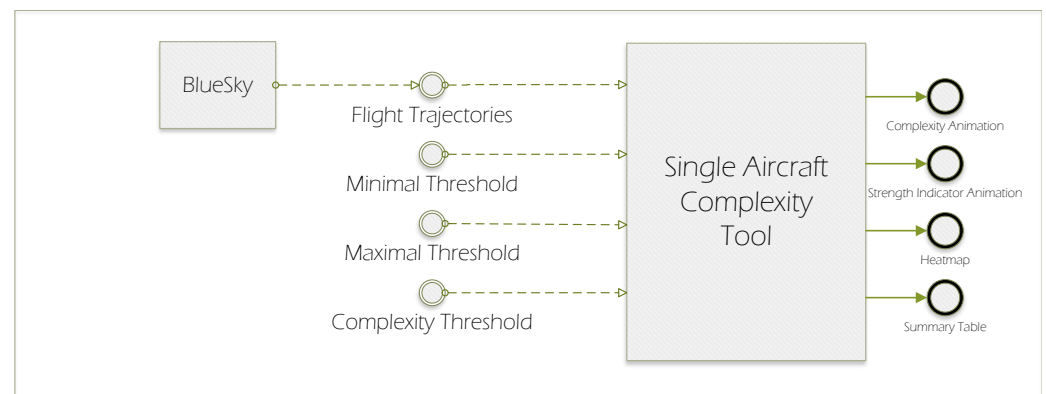 BlueSky
Flight Trajectories
Minimal Threshold
Maximal Threshold
Complexity Threshold
Single Aircraft
Complexity
Tool
Complexity Animation
Strength Indicator Animation
Heatmap
Summary Table